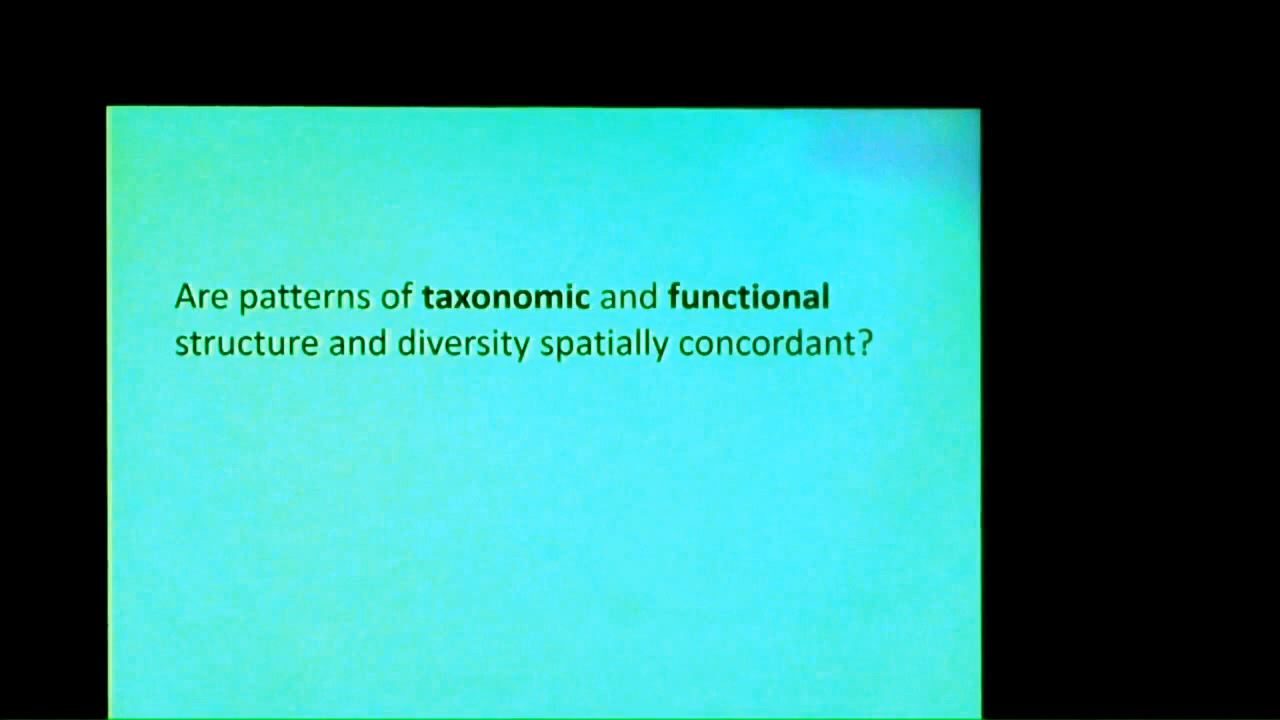 Are patterns of taxonomic and functional
structure and diversity spatially concordant?